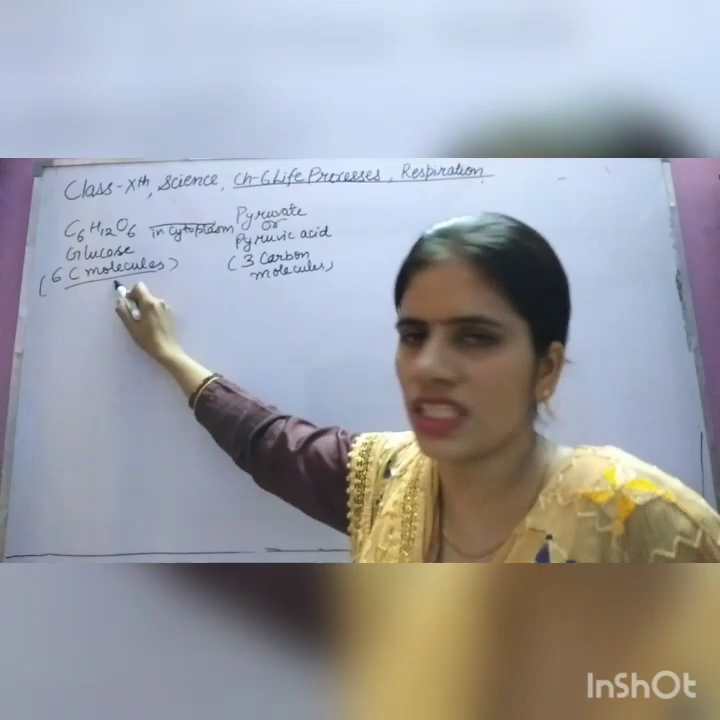 Class-Xth, Science, Ch-6 Life Processes, Respiration
C6H12O6 in cytoplasm Pyruvate
or
Glucose Pyruvic acid
(6 C molecules) (3 Carbon
molecules)
InShOt